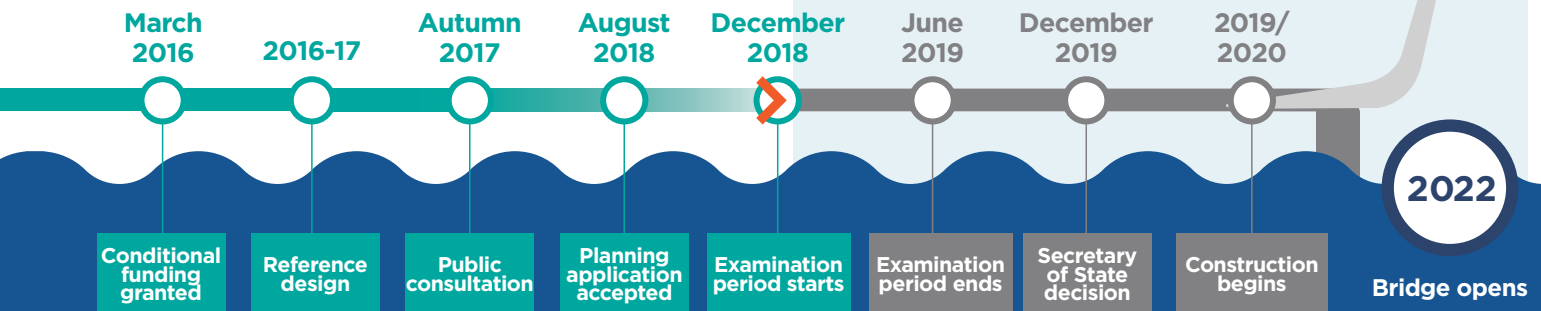 March
2016
2016-17
Autumn
2017
August
2018
December
2018
June
2019
December
2019
2019/
2020
2022
Conditional
funding
granted
Reference
design
Public
consultation
Planning
application
accepted
Examination
period starts
Examination
period ends
Secretary
of State
decision
Construction
begins
Bridge opens